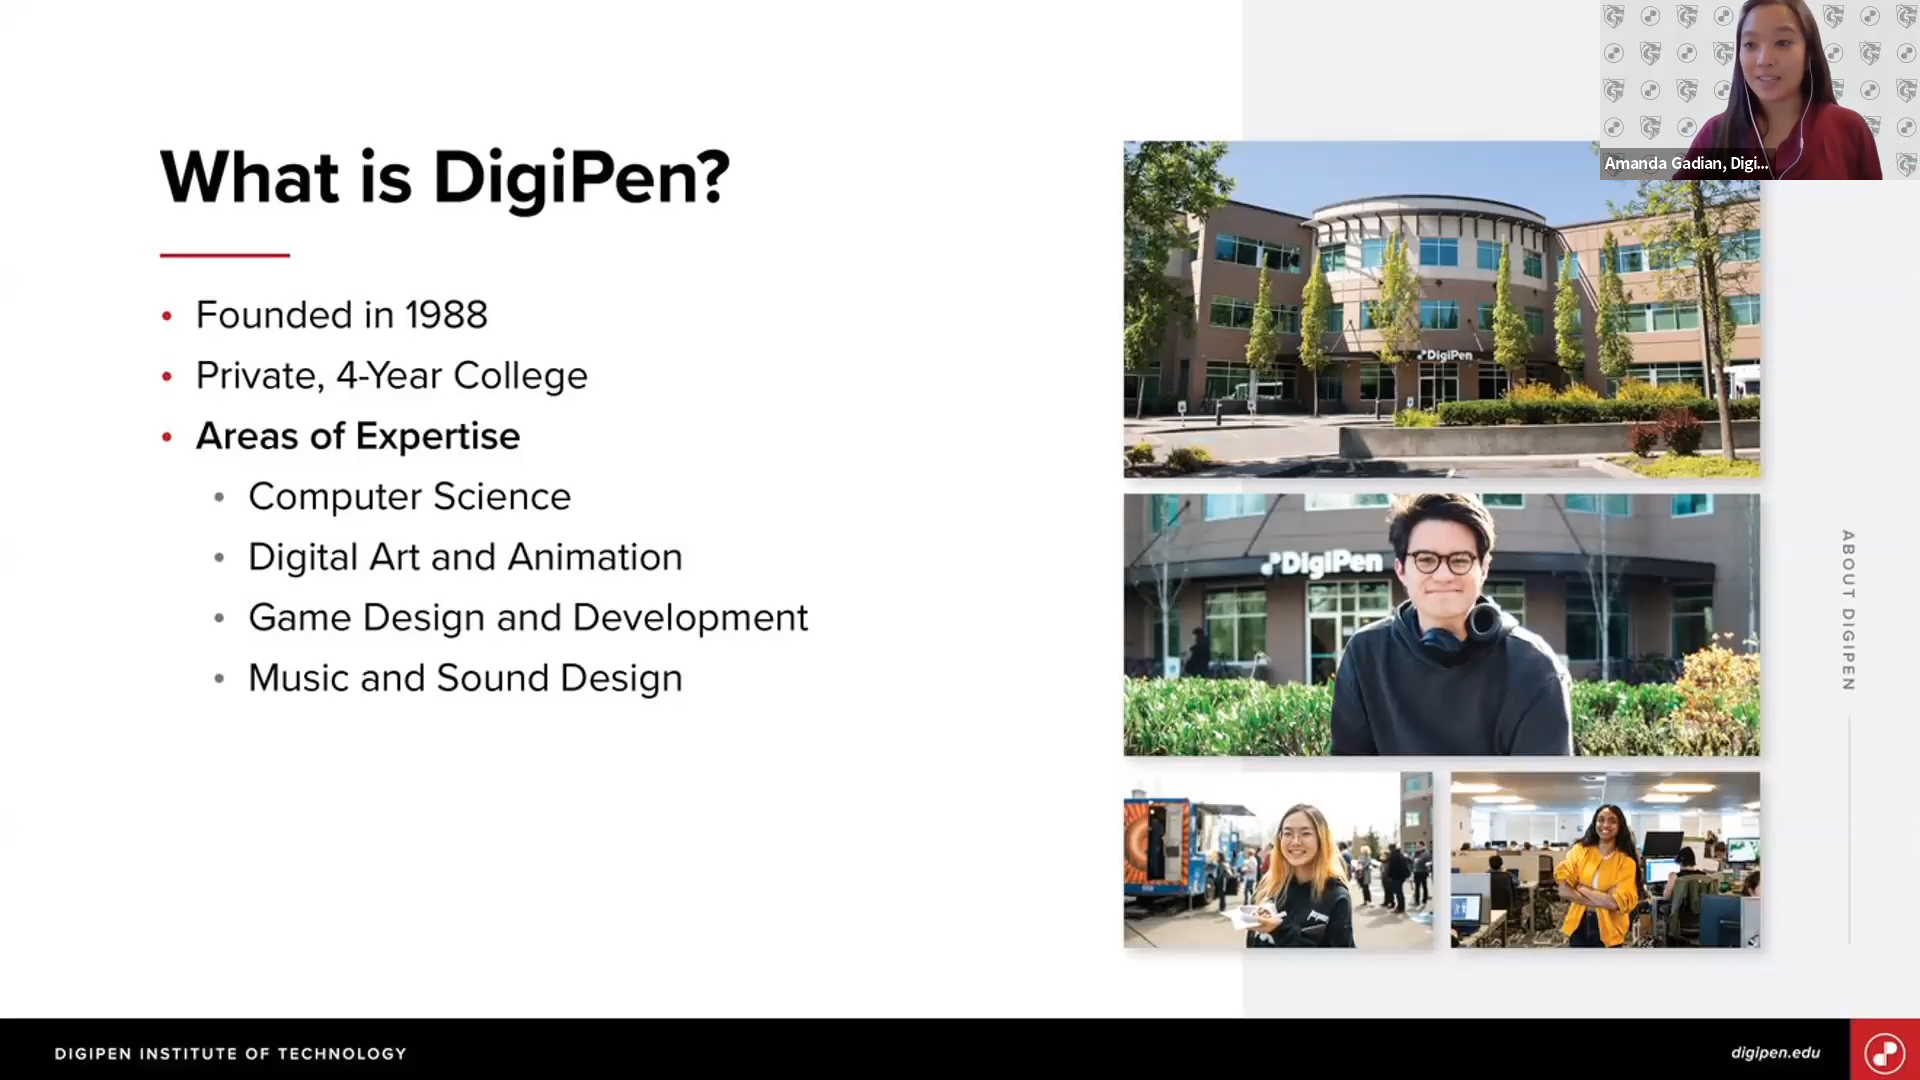 What is DigiPen?
• Founded in 1988
• Private, 4-Year College
• Areas of Expertise
• Computer Science
• Digital Art and Animation
• Game Design and Development
• Music and Sound Design
Amanda Gadian, Digi...
DigiPen
DigiPen
ABOUT DIGIPEN
DIGIPEN INSTITUTE OF TECHNOLOGY
digipen.edu